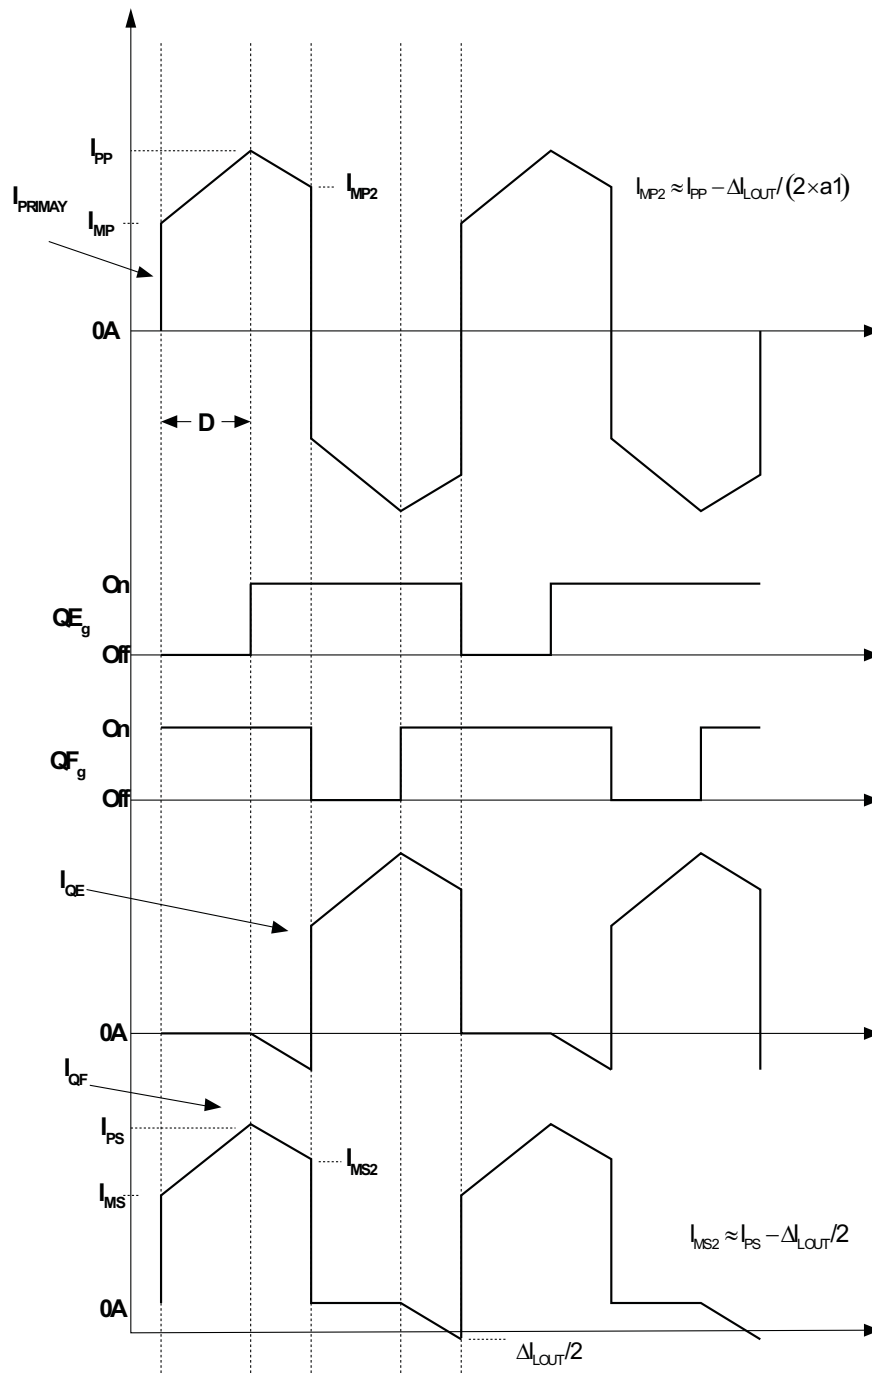 I_PP
I_MP2
I_MP2 ≈ I_PP − ΔI_LOUT/(2×a1)
I_PRIMAY
I_MP
0A
D
On
QE_g
Off
On
QF_g
Off
I_QE
0A
I_QF
I_PS
I_MS2
I_MS
I_MS2 ≈ I_PS − ΔI_LOUT/2
0A
ΔI_LOUT/2